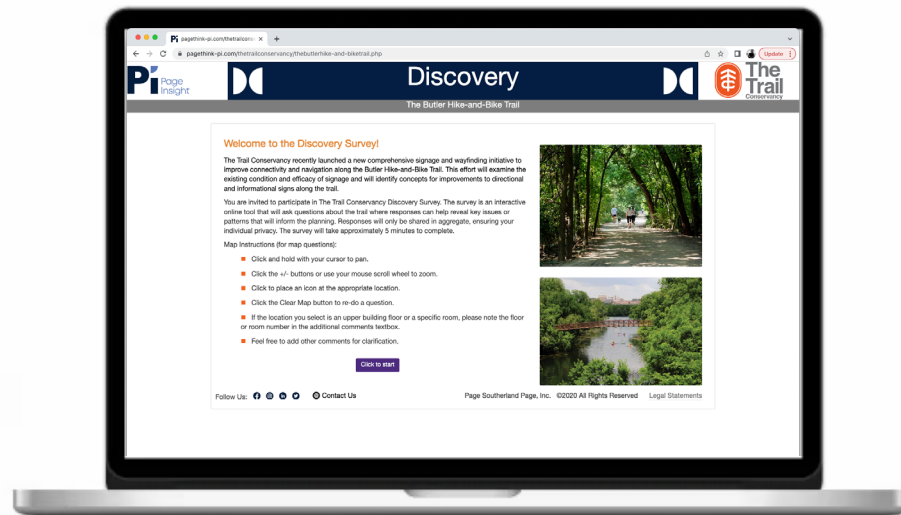 pagethink-pi.com/thetrailcons
pagethink-pi.com/thetrailconservancy/thebutlerhike-and-biketrail.php
Update
Pi Page Insight
Discovery
The Trail Conservancy
The Butler Hike-and-Bike Trail
Welcome to the Discovery Survey!
The Trail Conservancy recently launched a new comprehensive signage and wayfinding initiative to
improve connectivity and navigation along the Butler Hike-and-Bike Trail. This effort will examine the
existing condition and efficacy of signage and will identify concepts for improvements to directional
and informational signs along the trail.
You are invited to participate in The Trail Conservancy Discovery Survey. The survey is an interactive
online tool that will ask questions about the trail where responses can help reveal key issues or
patterns that will inform the planning. Responses will only be shared in aggregate, ensuring your
individual privacy. The survey will take approximately 5 minutes to complete.
Map Instructions (for map questions):
Click and hold with your cursor to pan.
Click the +/- buttons or use your mouse scroll wheel to zoom.
Click to place an icon at the appropriate location.
Click the Clear Map button to re-do a question.
If the location you select is an upper building floor or a specific room, please note the floor
or room number in the additional comments textbox.
Feel free to add other comments for clarification.
Click to start
Follow Us: Contact Us Page Southerland Page, Inc. ©2020 All Rights Reserved Legal Statements